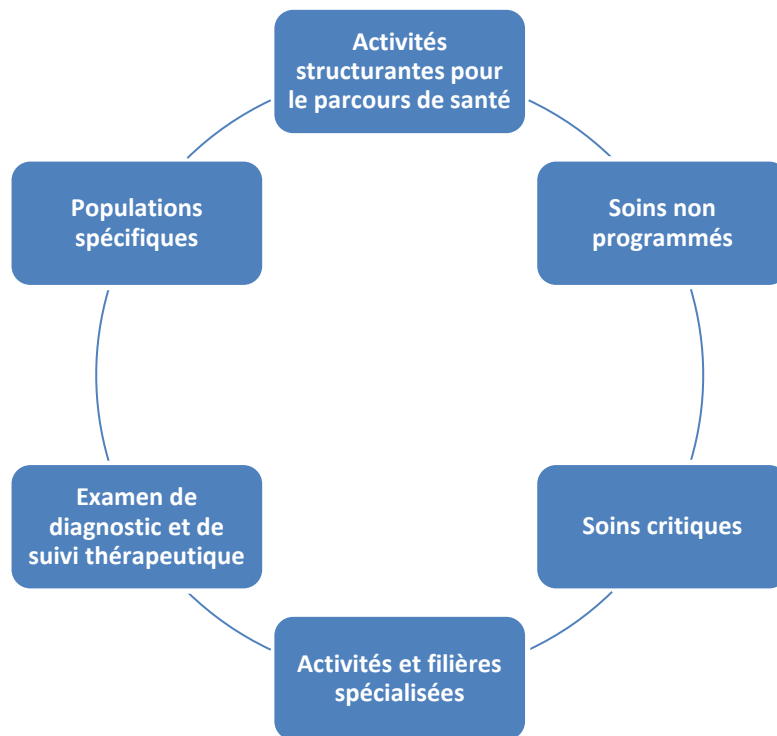 Activités
structurantes pour
le parcours de santé
Soins non
programmés
Soins critiques
Activités et filières
spécialisées
Examen de
diagnostic et de
suivi thérapeutique
Populations
spécifiques